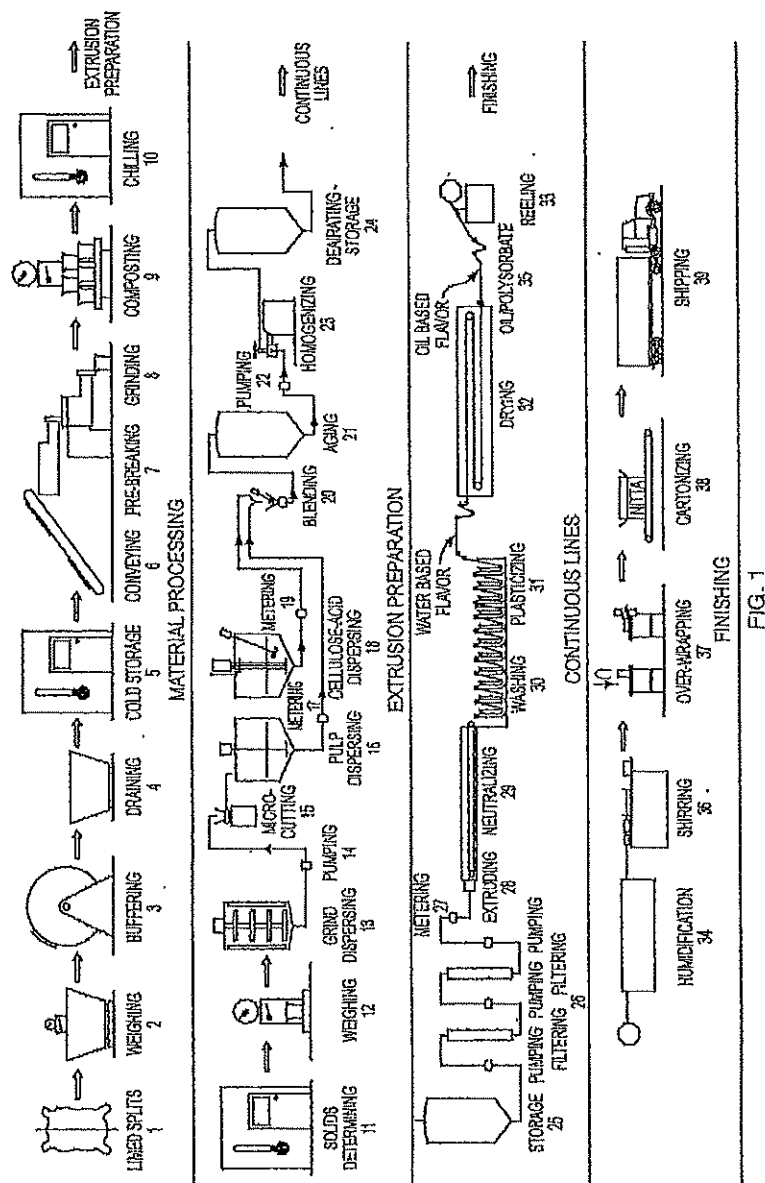 LIMED SPLITS
1
WEIGHING
2
BUFFERING
3
DRAINING
4
COLD STORAGE
5
CONVEYING
6
PRE-BREAKING
7
GRINDING
8
COMPOSTING
9
CHILLING
10
EXTRUSION
PREPARATION
MATERIAL PROCESSING
SOLIDS
DETERMINING
11
WEIGHING
12
GRIND
DISPERSING
13
PUMPING
14
MICRO-
CUTTING
15
PULP
DISPERSING
16
METERING
17
CELLULOSE-ACID
DISPERSING
18
METERING
19
BLENDING
20
AGING
21
PUMPING
22
HOMOGENIZING
23
DEAIRATING-
STORAGE
24
CONTINUOUS
LINES
EXTRUSION PREPARATION
STORAGE
25
PUMPING
FILTERING
PUMPING
FILTERING
PUMPING
26
METERING
27
EXTRUDING
28
NEUTRALIZING
29
WASHING
30
PLASTICIZING
31
WATER BASED
FLAVOR
DRYING
32
OIL BASED
FLAVOR
OIL/POLYSORBATE
35
REELING
33
FINISHING
CONTINUOUS LINES
HUMIDIFICATION
34
SHIRRING
36
OVER-WRAPPING
37
NITTA
CARTONIZING
38
SHIPPING
39
FINISHING
FIG. 1